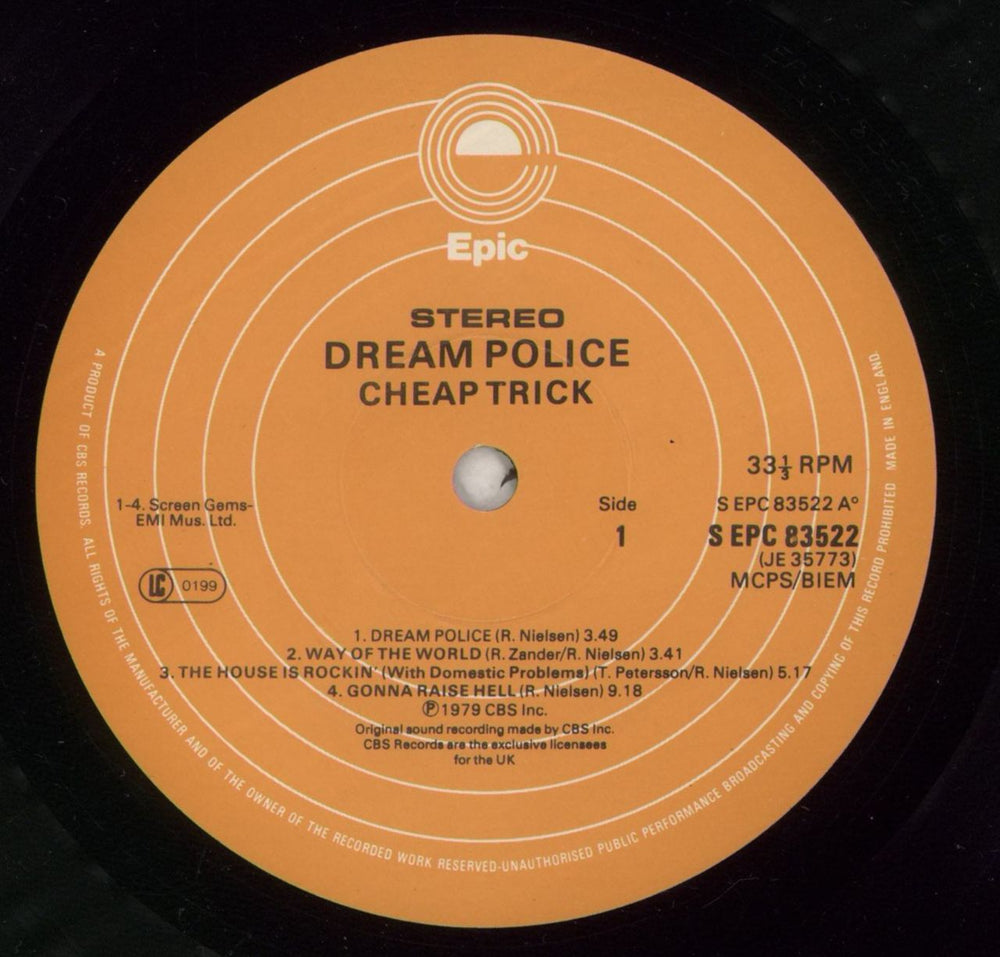 Epic
STEREO
DREAM POLICE
CHEAP TRICK
33⅓ RPM
1-4. Screen Gems-
EMI Mus. Ltd.
LC 0199
Side
1
S EPC 83522 A°
S EPC 83522
(JE 35773)
MCPS/BIEM
1. DREAM POLICE (R. Nielsen) 3.49
2. WAY OF THE WORLD (R. Zander/R. Nielsen) 3.41
3. THE HOUSE IS ROCKIN' (With Domestic Problems) (T. Petersson/R. Nielsen) 5.17
4. GONNA RAISE HELL (R. Nielsen) 9.18
Ⓟ 1979 CBS Inc.
Original sound recording made by CBS Inc.
CBS Records are the exclusive licensees
for the UK
A PRODUCT OF CBS RECORDS. ALL RIGHTS OF THE MANUFACTURER AND OF THE OWNER OF THE RECORDED WORK RESERVED-UNAUTHORISED PUBLIC PERFORMANCE BROADCASTING AND COPYING OF THIS RECORD PROHIBITED MADE IN ENGLAND.